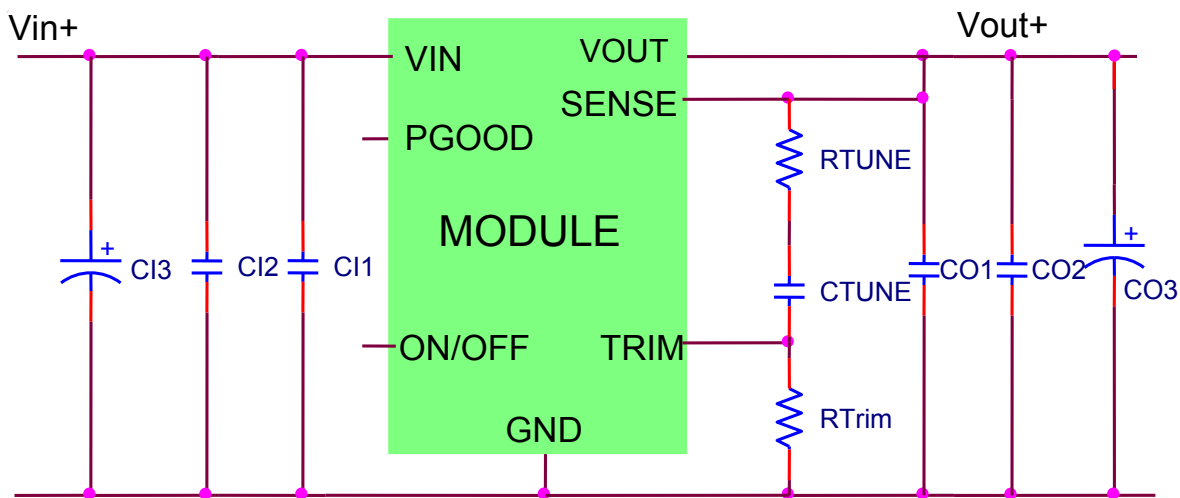 Vin+
Vout+
VIN
VOUT
SENSE
PGOOD
RTUNE
MODULE
+
CI3
CI2
CI1
+
CO1
CO2
CO3
CTUNE
ON/OFF
TRIM
RTrim
GND